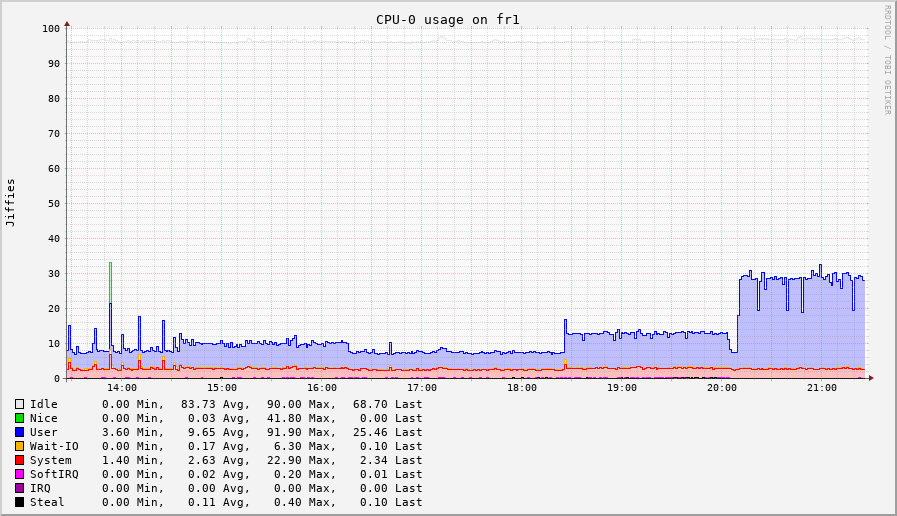 CPU-0 usage on fr1
RRDTOOL / TOBI OETIKER
Jiffies
100
90
80
70
60
50
40
30
20
10
0
14:00 15:00 16:00 17:00 18:00 19:00 20:00 21:00
Idle 0.00 Min, 83.73 Avg, 90.00 Max, 68.70 Last
Nice 0.00 Min, 0.03 Avg, 41.80 Max, 0.00 Last
User 3.60 Min, 9.65 Avg, 91.90 Max, 25.46 Last
Wait-IO 0.00 Min, 0.17 Avg, 6.30 Max, 0.10 Last
System 1.40 Min, 2.63 Avg, 22.90 Max, 2.34 Last
SoftIRQ 0.00 Min, 0.02 Avg, 0.20 Max, 0.01 Last
IRQ 0.00 Min, 0.00 Avg, 0.00 Max, 0.00 Last
Steal 0.00 Min, 0.11 Avg, 0.40 Max, 0.10 Last